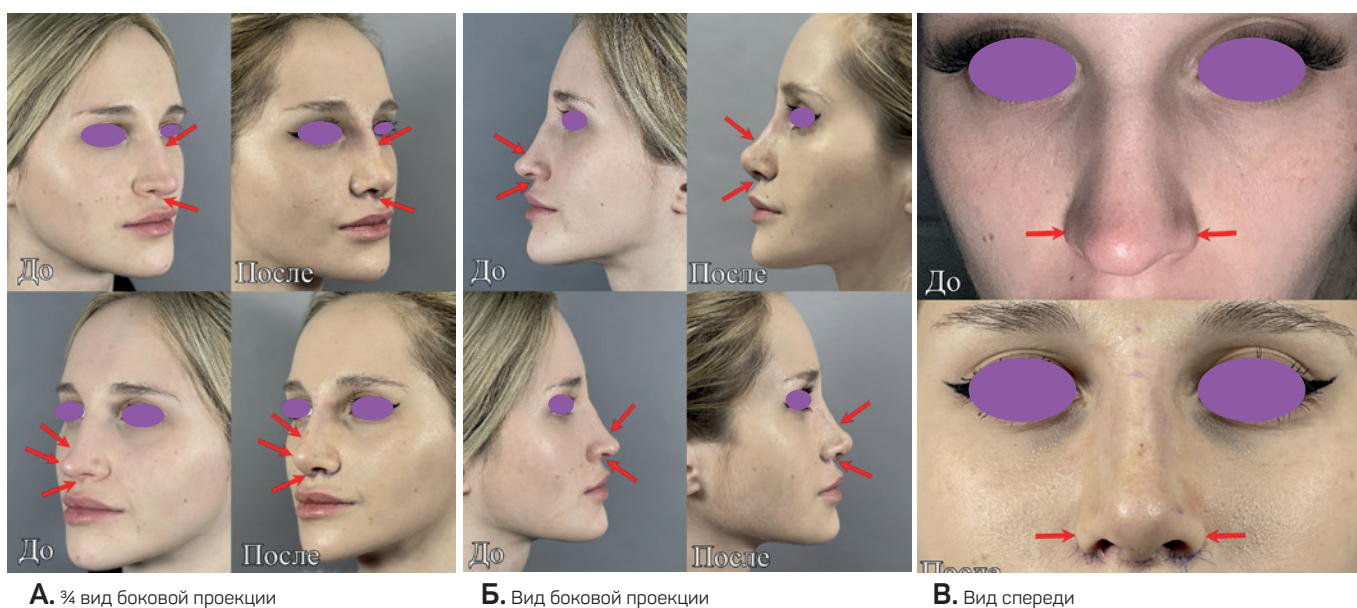 До
После
До
После
До
После
До
После
До
После
А. ¾ вид боковой проекции
Б. Вид боковой проекции
В. Вид спереди